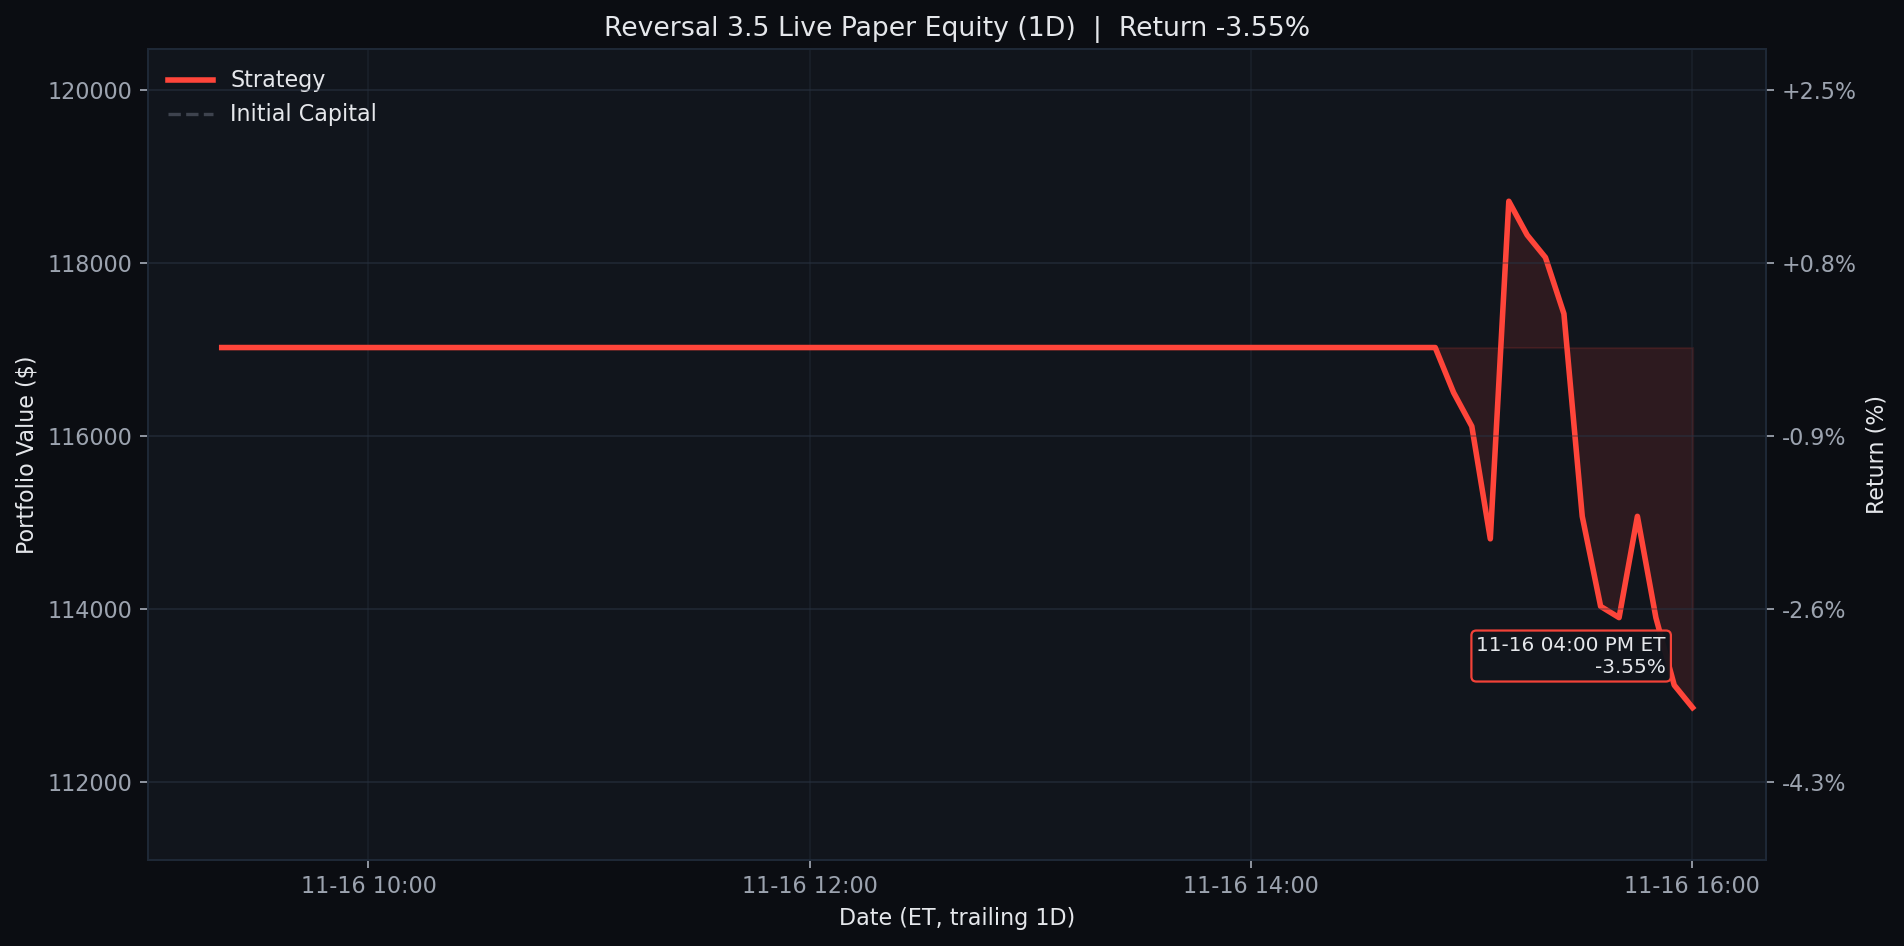 Reversal 3.5 Live Paper Equity (1D)  |  Return -3.55%
Strategy
Initial Capital
120000
118000
116000
114000
112000
Portfolio Value ($)
+2.5%
+0.8%
-0.9%
-2.6%
-4.3%
Return (%)
11-16 04:00 PM ET
-3.55%
11-16 10:00
11-16 12:00
11-16 14:00
11-16 16:00
Date (ET, trailing 1D)